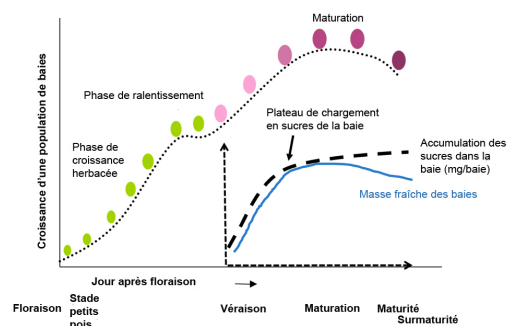 Maturation
Phase de ralentissement
Plateau de chargement
en sucres de la baie
Phase de
croissance
herbacée
Accumulation des
sucres dans la
baie (mg/baie)
Masse fraîche des baies
Croissance d'une population de baies
Jour après floraison
Floraison
Stade
petits
pois
Véraison
Maturation
Maturité
Surmaturité